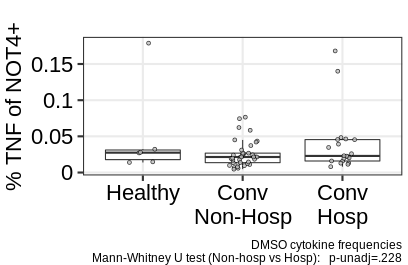 % TNF of NOT4+
0.15
0.1
0.05
0
Healthy
Conv
Non-Hosp
Conv
Hosp
DMSO cytokine frequencies
Mann-Whitney U test (Non-hosp vs Hosp): p-unadj=.228